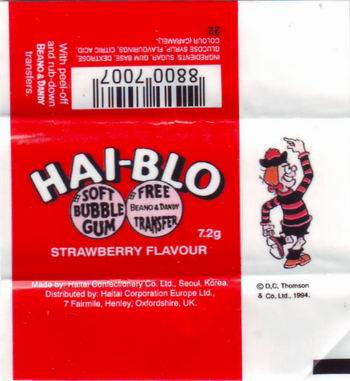 With peel-off
and rub-down
BEANO & DANDY
transfers.
INGREDIENTS: SUGAR, GUM BASE, DEXTROSE,
GLUCOSE SYRUP, FLAVOURINGS, CITRIC ACID,
COLOUR (CARAMEL).
22
8800 7007
HAI-BLO
THE SOFT
BUBBLE
GUM
FREE
BEANO & DANDY
TRANSFER
7.2g
STRAWBERRY FLAVOUR
Made by: Haitai Confectionary Co. Ltd., Seoul, Korea.
Distributed by: Haitai Corporation Europe Ltd.,
7 Fairmile, Henley, Oxfordshire, UK.
© D.C. Thomson
& Co. Ltd., 1994.